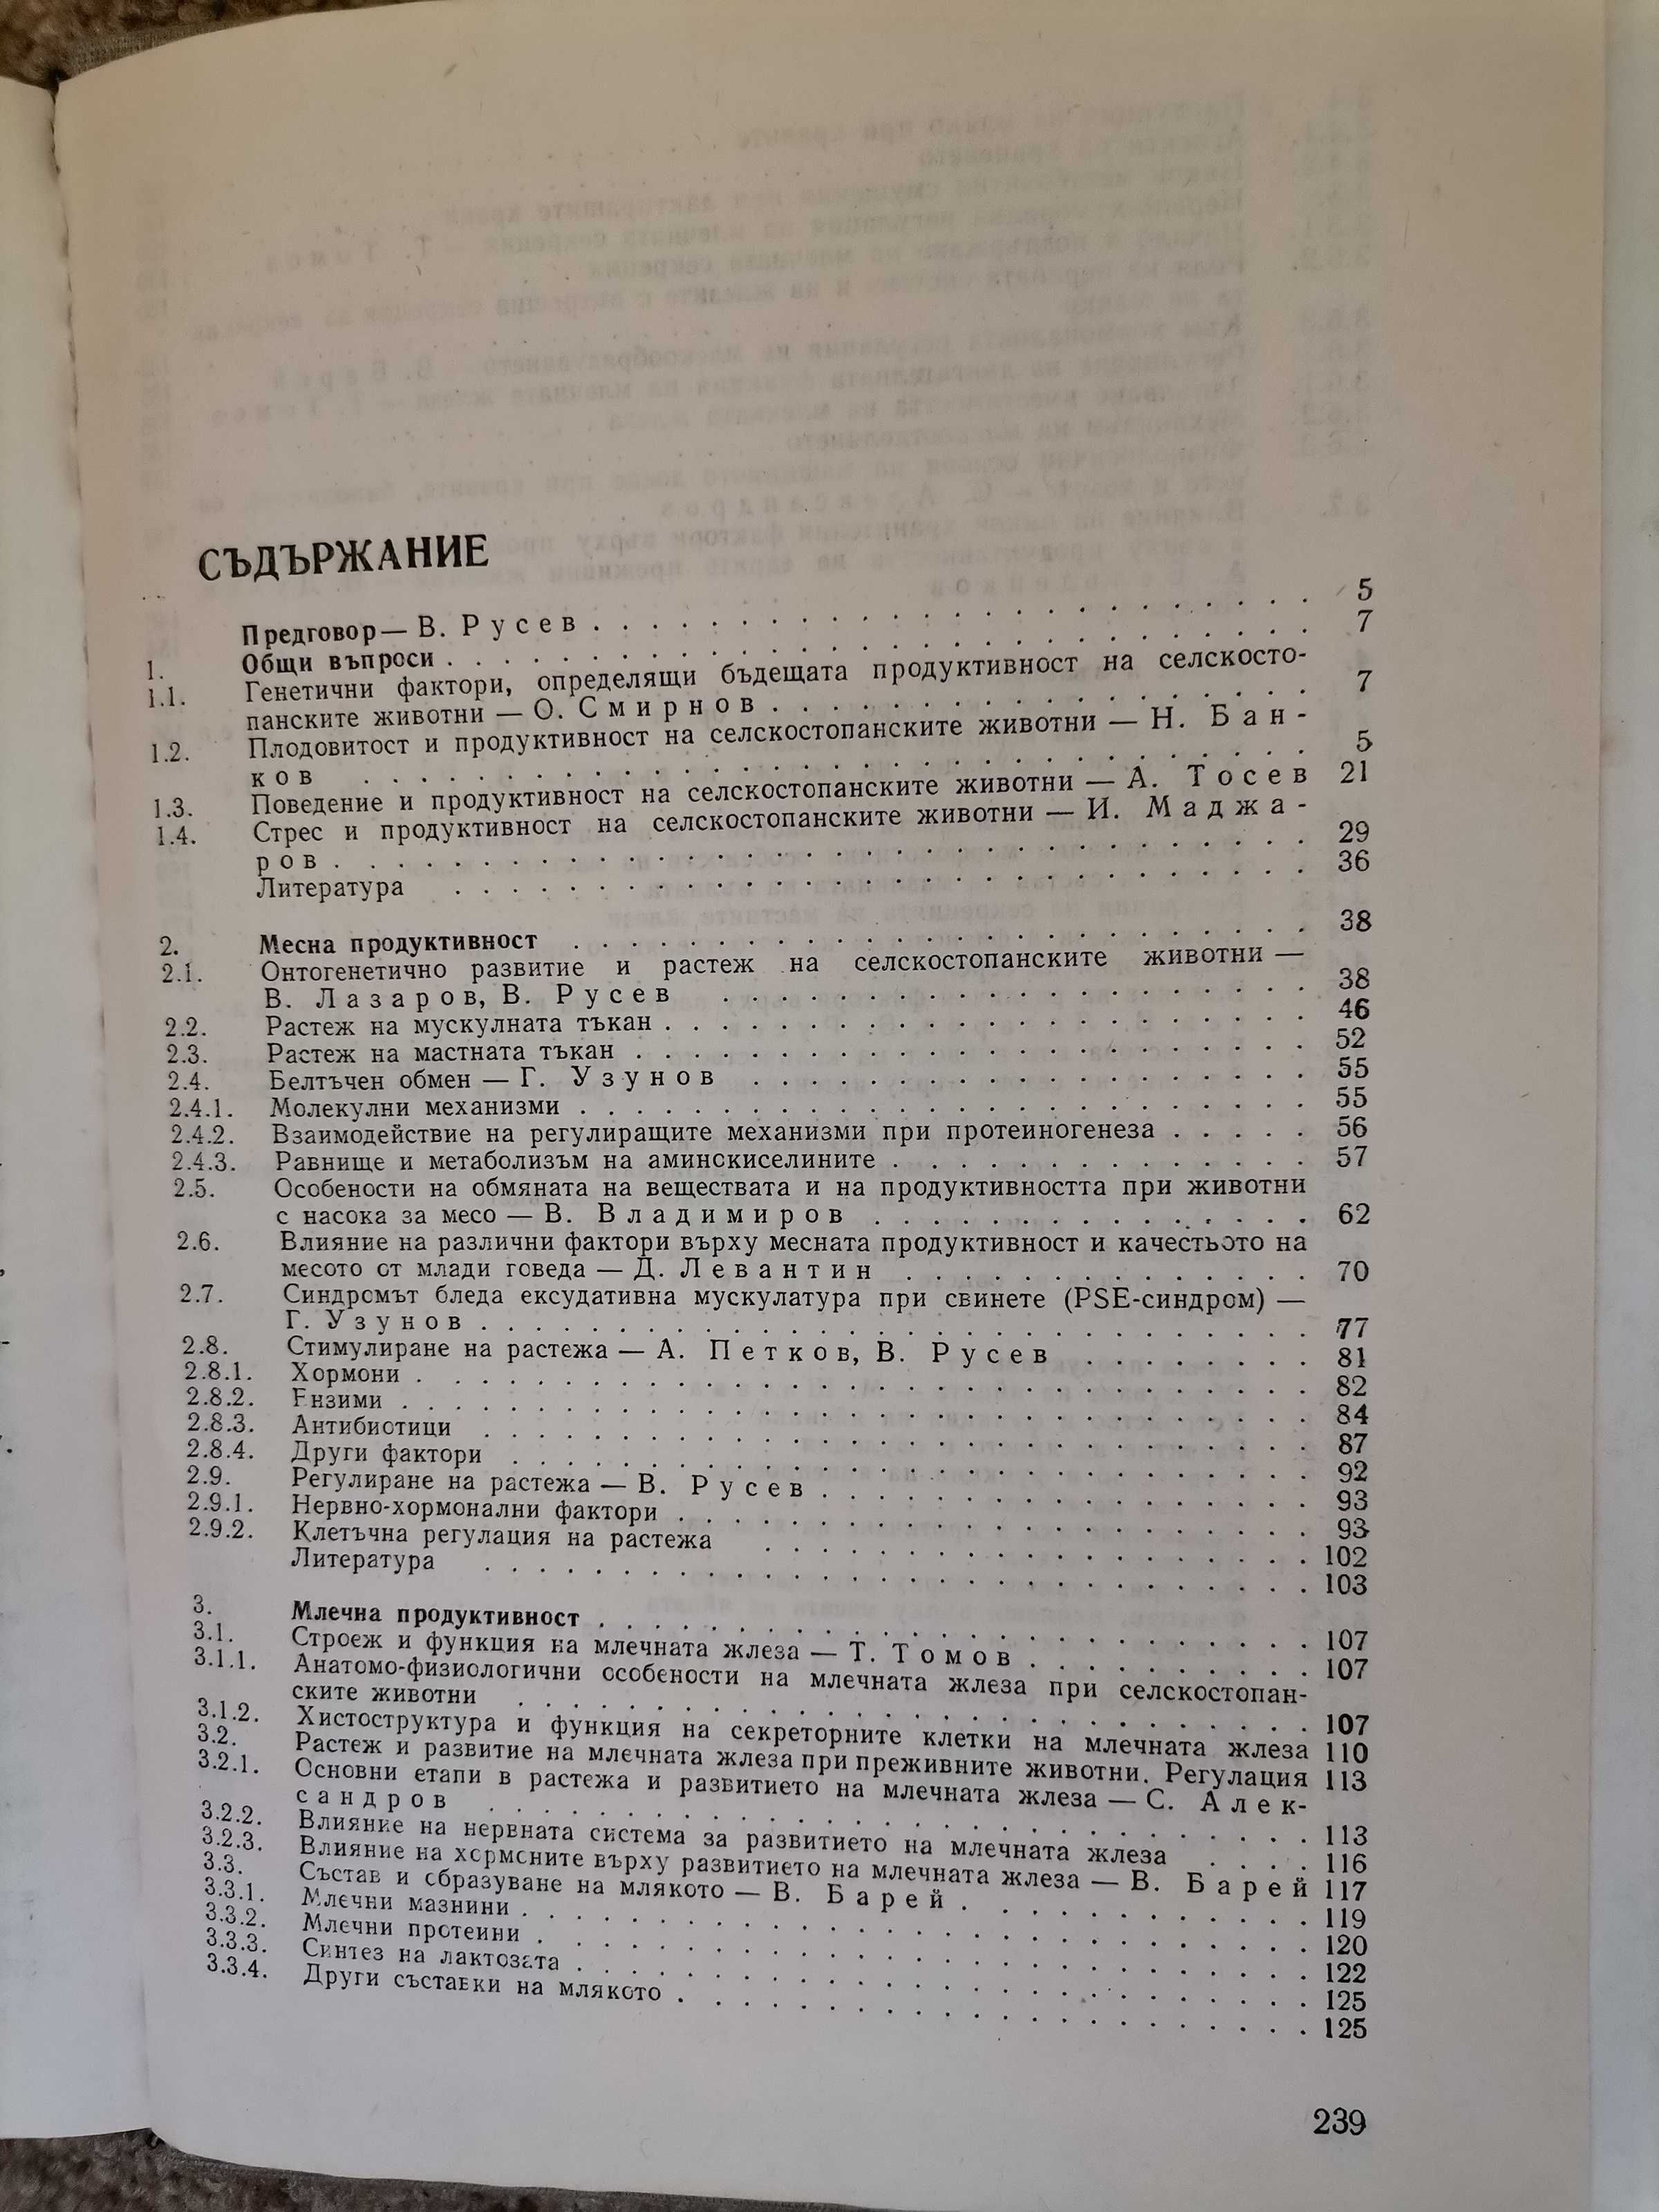 СЪДЪРЖАНИЕ
Предговор — В. Русев . . . . . 5
1. Общи въпроси . . . . . 7
1.1. Генетични фактори, определящи бъдещата продуктивност на селскосто-
панските животни — О. Смирнов . . . . . 7
1.2. Плодовитост и продуктивност на селскостопанските животни — Н. Бан-
ков . . . . . 5
1.3. Поведение и продуктивност на селскостопанските животни — А. Тосев 21
1.4. Стрес и продуктивност на селскостопанските животни — И. Маджа-
ров . . . . . 29
Литература . . . . . 36
2. Месна продуктивност . . . . . 38
2.1. Онтогенетично развитие и растеж на селскостопанските животни —
В. Лазаров, В. Русев . . . . . 38
2.2. Растеж на мускулната тъкан . . . . . 46
2.3. Растеж на мастната тъкан . . . . . 52
2.4. Белтъчен обмен — Г. Узунов . . . . . 55
2.4.1. Молекулни механизми . . . . . 55
2.4.2. Взаимодействие на регулиращите механизми при протеиногенеза . . . . . 56
2.4.3. Равнище и метаболизъм на аминскиселините . . . . . 57
2.5. Особености на обмяната на веществата и на продуктивността при животни
с насока за месо — В. Владимиров . . . . . 62
2.6. Влияние на различни фактори върху месната продуктивност и качеството на
месото от млади говеда — Д. Левантин . . . . . 70
2.7. Синдромът бледа ексудативна мускулатура при свинете (PSE-синдром) —
Г. Узунов . . . . . 77
2.8. Стимулиране на растежа — А. Петков, В. Русев . . . . . 81
2.8.1. Хормони . . . . . 82
2.8.2. Ензими . . . . . 84
2.8.3. Антибиотици . . . . . 87
2.8.4. Други фактори . . . . . 92
2.9. Регулиране на растежа — В. Русев . . . . . 93
2.9.1. Нервно-хормонални фактори . . . . . 93
2.9.2. Клетъчна регулация на растежа . . . . . 102
Литература . . . . . 103
3. Млечна продуктивност . . . . . 107
3.1. Строеж и функция на млечната жлеза — Т. Томов . . . . . 107
3.1.1. Анатомо-физиологични особености на млечната жлеза при селскостопан-
ските животни . . . . . 107
3.1.2. Хистоструктура и функция на секреторните клетки на млечната жлеза 110
3.2. Растеж и развитие на млечната жлеза при преживните животни. Регулация 113
3.2.1. Основни етапи в растежа и развитието на млечната жлеза — С. Алек-
сандров . . . . . 113
3.2.2. Влияние на нервната система за развитието на млечната жлеза . . . . 116
3.2.3. Влияние на хормоните върху развитието на млечната жлеза — В. Барей 117
3.3. Състав и образуване на млякото — В. Барей . . . . . 119
3.3.1. Млечни мазнини . . . . . 120
3.3.2. Млечни протеини . . . . . 122
3.3.3. Синтез на лактозата . . . . . 125
3.3.4. Други съставки на млякото . . . . . 125
239